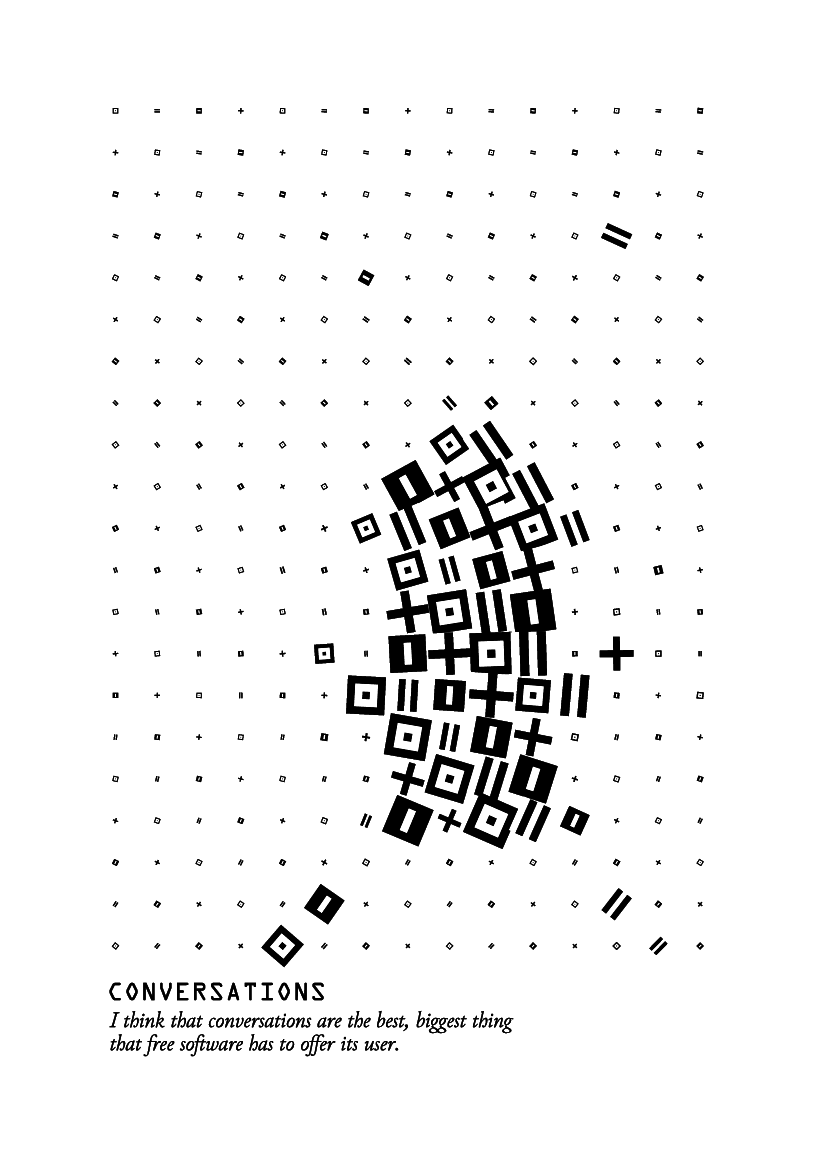 CONVERSATIONS
I think that conversations are the best, biggest thing
that free software has to offer its user.